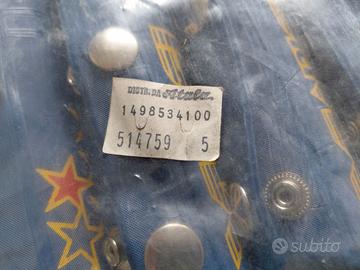 DISTR. DA Atala
1498534100
514759 5
subito